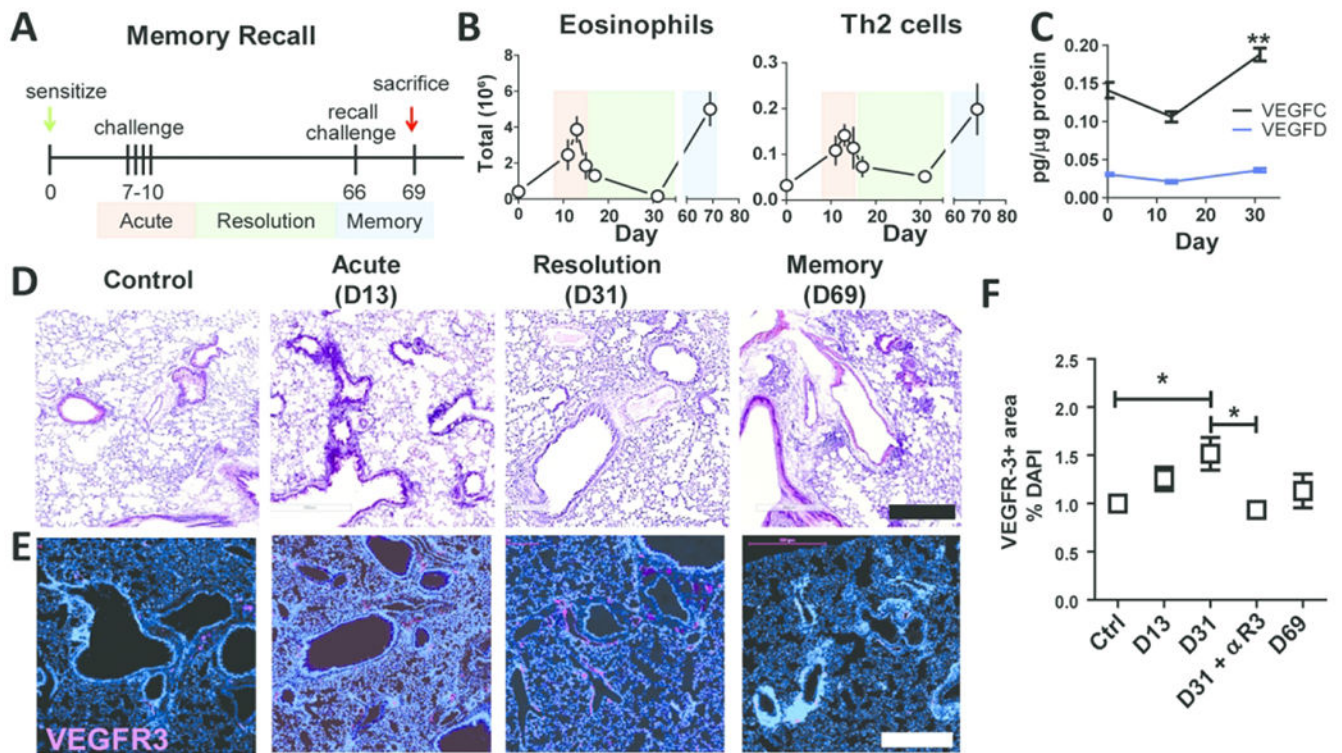 A
Memory Recall
sensitize
challenge
recall
challenge
sacrifice
0
7-10
66
69
Acute
Resolution
Memory
B
Eosinophils
Th2 cells
Total (10⁶)
8
6
4
2
0
0 10 20 30 60 70 80
Day
0.4
0.3
0.2
0.1
0.0
0 10 20 30 60 70 80
Day
C
pg/µg protein
0.20
0.15
0.10
0.05
0.00
**
VEGFC
VEGFD
0 10 20 30
Day
D
Control
Acute
(D13)
Resolution
(D31)
Memory
(D69)
E
VEGFR3
F
VEGFR-3+ area
% DAPI
2.5
2.0
1.5
1.0
0.5
0.0
*
*
Ctrl
D13
D31
D31 + αR3
D69